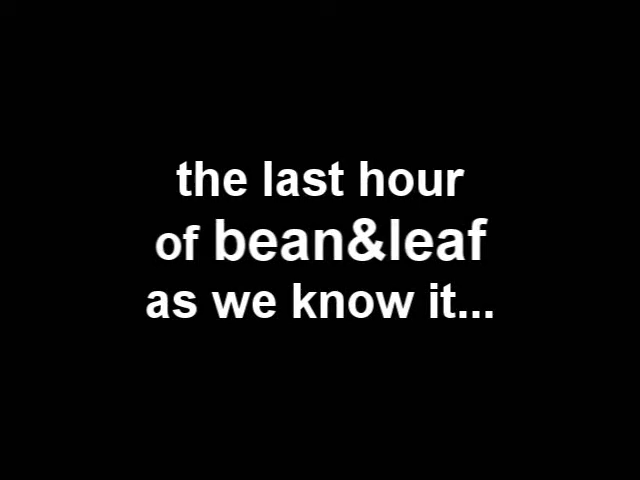 the last hour
of bean&leaf
as we know it...